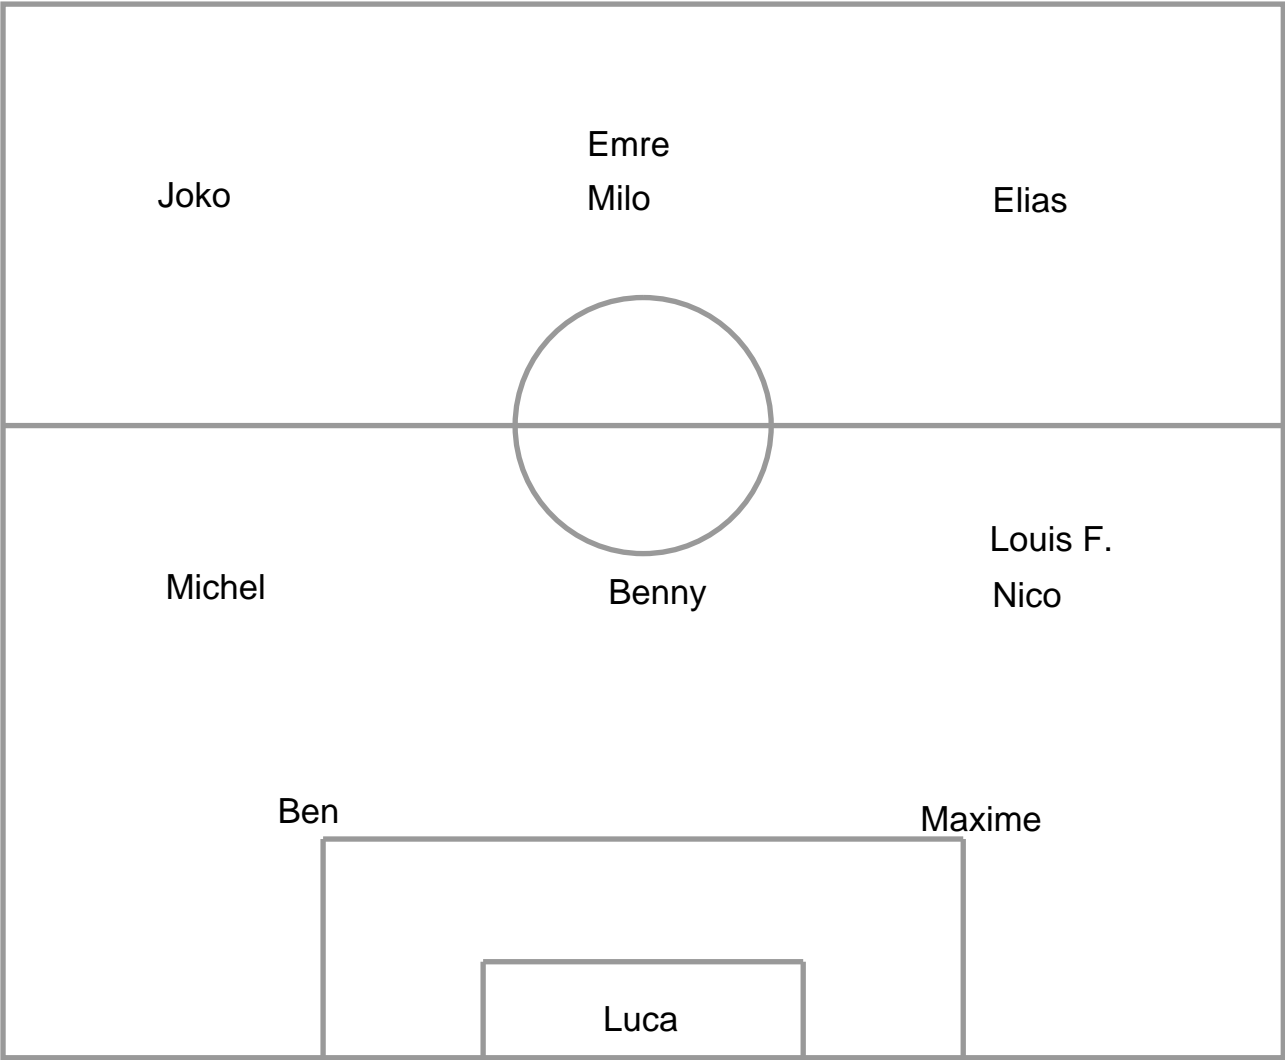 Emre
Joko
Milo
Elias
Louis F.
Michel
Benny
Nico
Ben
Maxime
Luca